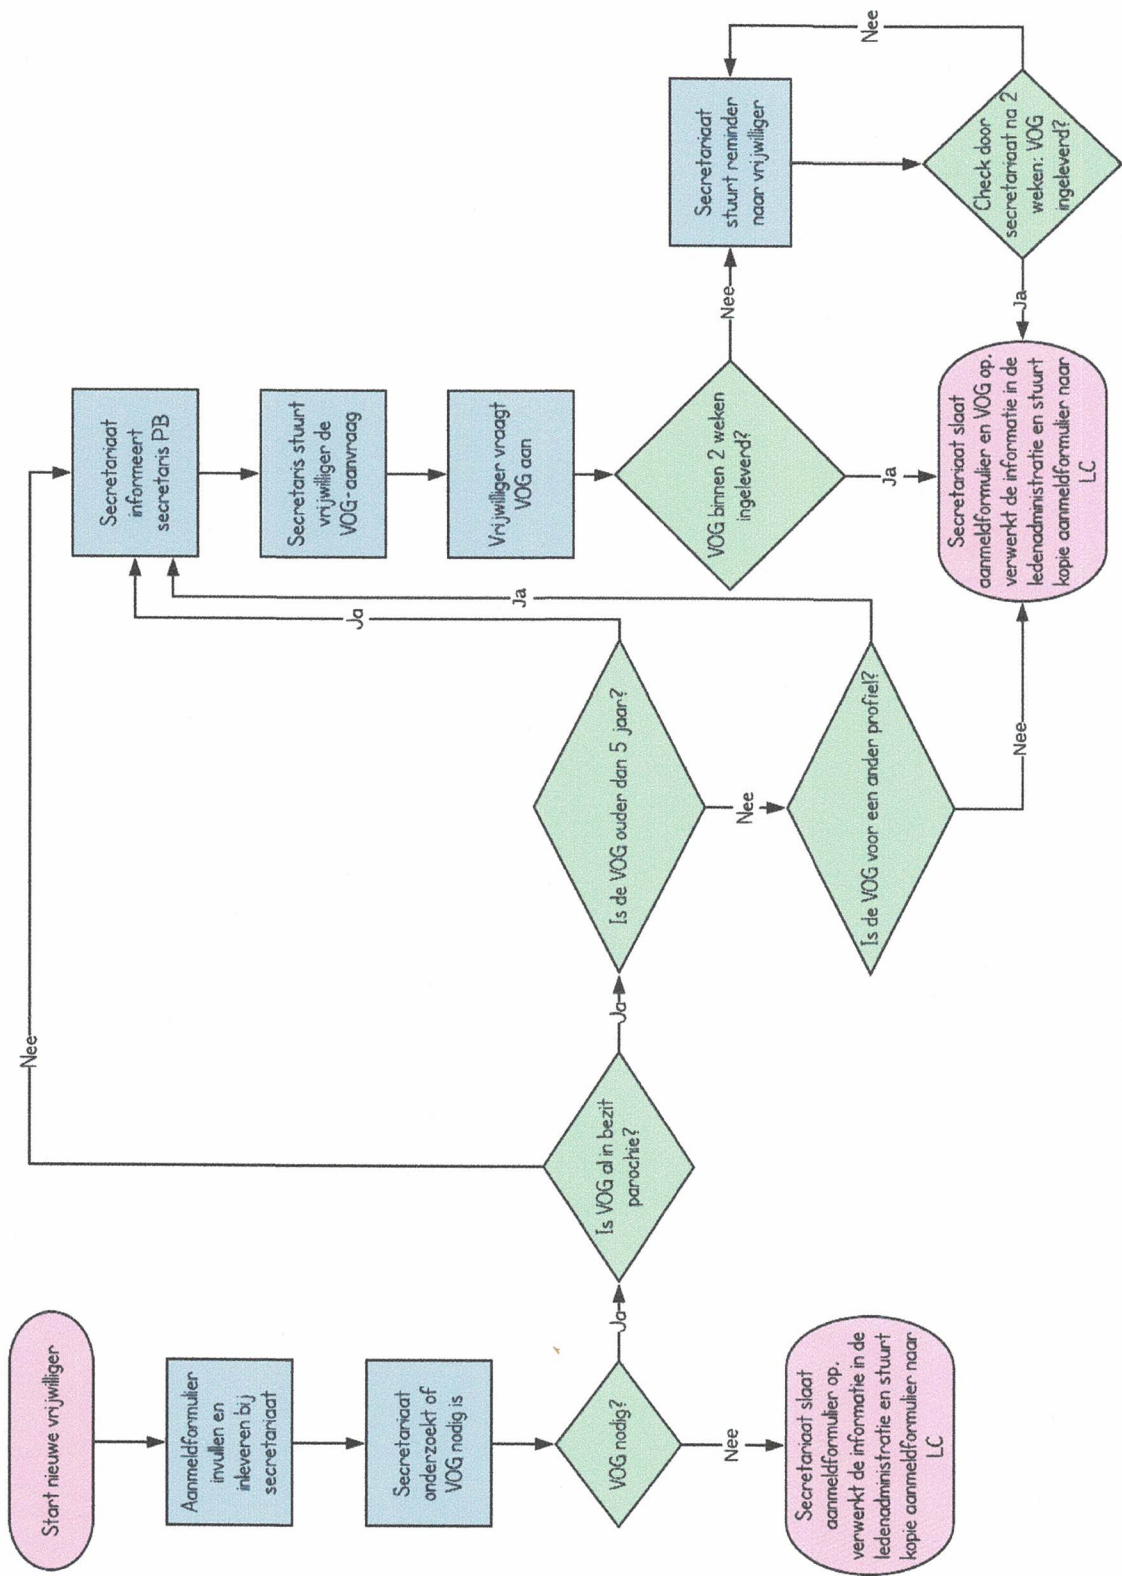 Start nieuwe vrijwilliger
Aanmeldformulier
invullen en
inleveren bij
secretariaat
Secretariaat
onderzoekt of
VOG nodig is
VOG nodig?
Nee
Secretariaat slaat
aanmeldformulier op.
verwerkt de informatie in de
ledenadministratie en stuurt
kopie aanmeldformulier naar
LC
Ja
Is VOG al in bezit
parochie?
Nee
Ja
Is de VOG ouder dan 5 jaar?
Ja
Nee
Is de VOG voor een ander profiel?
Ja
Nee
Secretariaat
informeert
secretaris PB
Secretaris stuurt
vrijwilliger de
VOG-aanvraag
Vrijwilliger vraagt
VOG aan
VOG binnen 2 weken
ingeleverd?
Ja
Nee
Secretariaat slaat
aanmeldformulier en VOG op.
verwerkt de informatie in de
ledenadministratie en stuurt
kopie aanmeldformulier naar
LC
Secretariaat
stuurt reminder
naar vrijwilliger
Check door
secretariaat na 2
weken: VOG
ingeleverd?
Ja
Nee